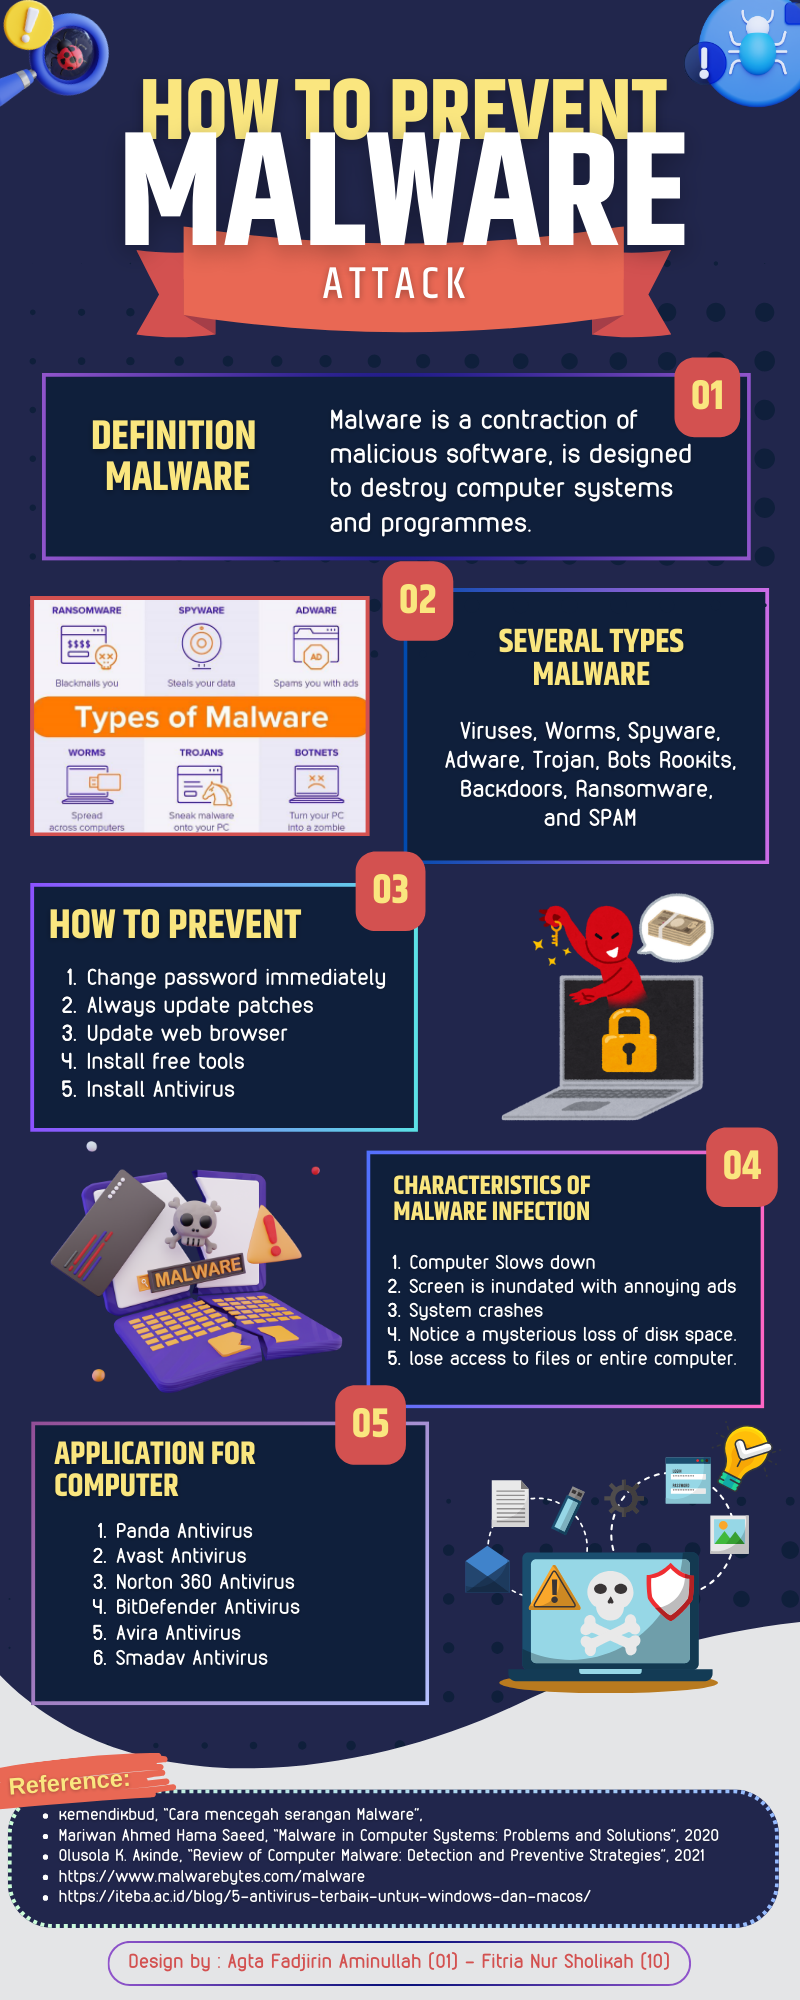 HOW TO PREVENT
MALWARE
ATTACK
01
DEFINITION
MALWARE
Malware is a contraction of
malicious software, is designed
to destroy computer systems
and programmes.
RANSOMWARE
SPYWARE
ADWARE
$$$$
AD
Blackmails you
Steals your data
Spams you with ads
Types of Malware
WORMS
TROJANS
BOTNETS
Spread
across computers
Sneak malware
onto your PC
Turn your PC
into a zombie
02
SEVERAL TYPES
MALWARE
Viruses, Worms, Spyware,
Adware, Trojan, Bots Rookits,
Backdoors, Ransomware,
and SPAM
03
HOW TO PREVENT
1. Change password immediately
2. Always update patches
3. Update web browser
4. Install free tools
5. Install Antivirus
MALWARE
04
CHARACTERISTICS OF
MALWARE INFECTION
1. Computer Slows down
2. Screen is inundated with annoying ads
3. System crashes
4. Notice a mysterious loss of disk space.
5. lose access to files or entire computer.
05
APPLICATION FOR
COMPUTER
1. Panda Antivirus
2. Avast Antivirus
3. Norton 360 Antivirus
4. BitDefender Antivirus
5. Avira Antivirus
6. Smadav Antivirus
LOGIN
PASSWORD
Reference:
• kemendikbud, "Cara mencegah serangan Malware",
• Mariwan Ahmed Hama Saeed, "Malware in Computer Systems: Problems and Solutions", 2020
• Olusola K. Akinde, "Review of Computer Malware: Detection and Preventive Strategies", 2021
• https://www.malwarebytes.com/malware
• https://iteba.ac.id/blog/5-antivirus-terbaik-untuk-windows-dan-macos/
Design by : Agta Fadjirin Aminullah (01) - Fitria Nur Sholikah (10)